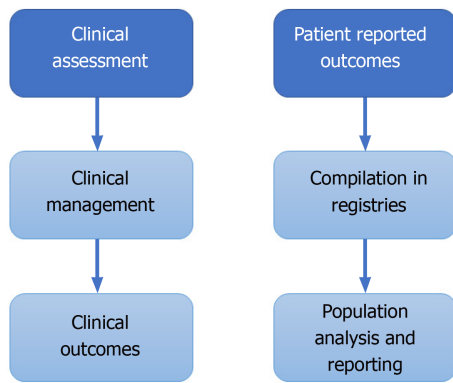 Clinical
assessment
Clinical
management
Clinical
outcomes
Patient reported
outcomes
Compilation in
registries
Population
analysis and
reporting